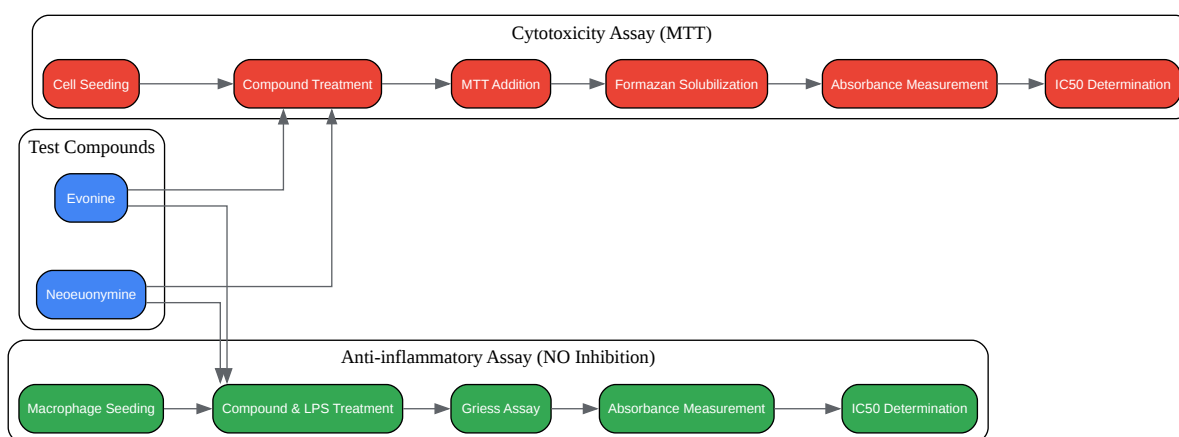 Cytotoxicity Assay (MTT)
Cell Seeding
Compound Treatment
MTT Addition
Formazan Solubilization
Absorbance Measurement
IC50 Determination
Test Compounds
Evonine
Neoeuonymine
Anti-inflammatory Assay (NO Inhibition)
Macrophage Seeding
Compound & LPS Treatment
Griess Assay
Absorbance Measurement
IC50 Determination